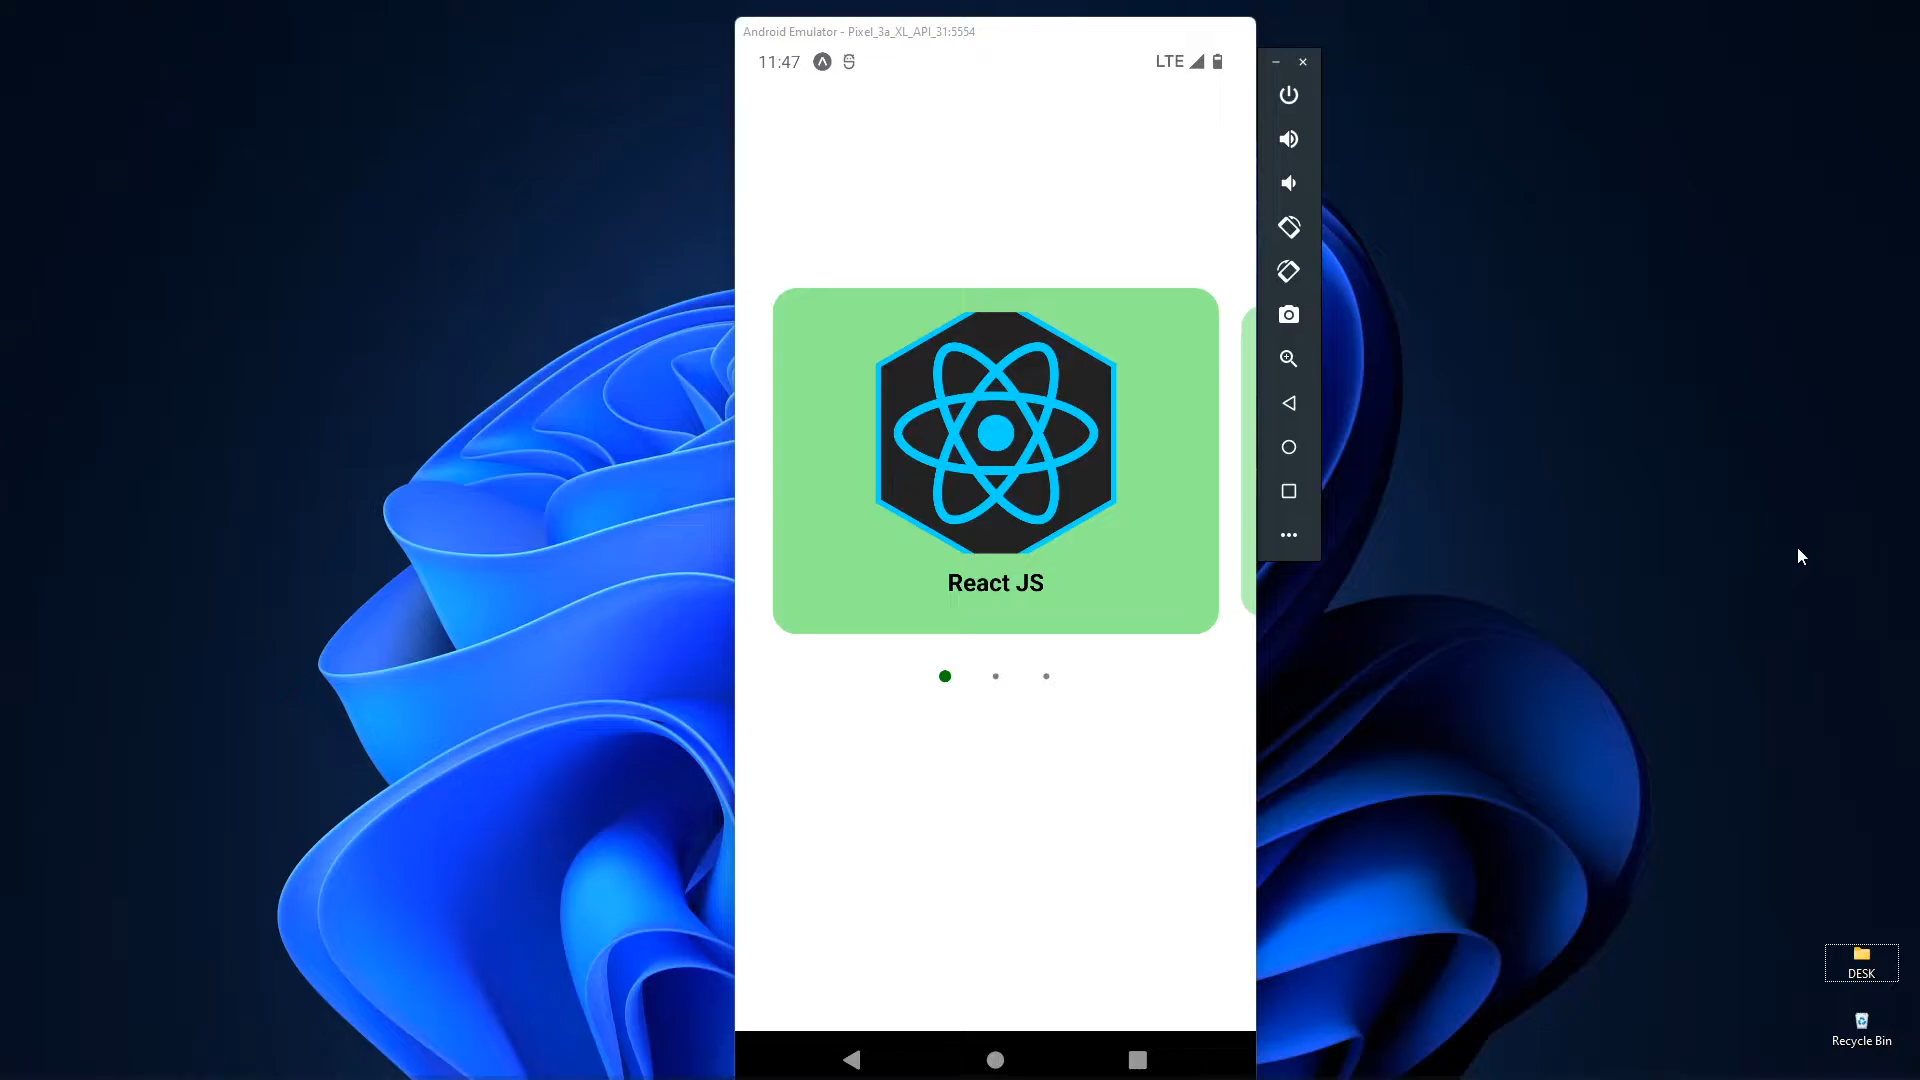 Android Emulator - Pixel_3a_XL_API_31:5554
11:47
LTE
React JS
DESK
Recycle Bin